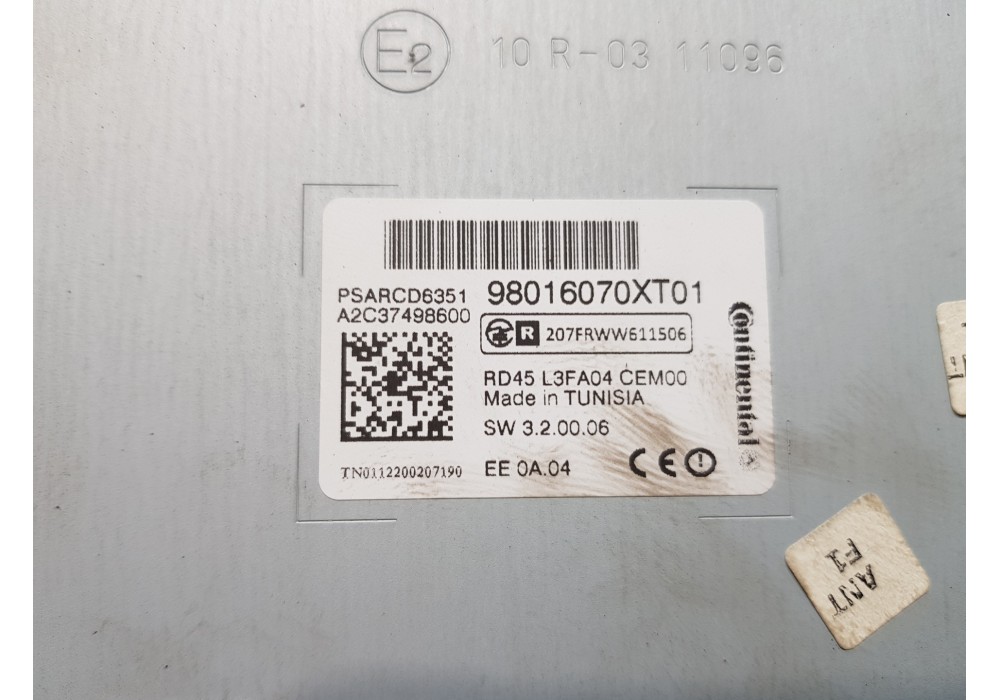 E2 10 R-03 11096
PSARCD6351
A2C37498600
98016070XT01
R 207FRWW611506
RD45 L3FA04 CEM00
Made in TUNISIA
SW 3.2.00.06
EE 0A.04
CE
TN0112200207190
Continental
ANT
F1